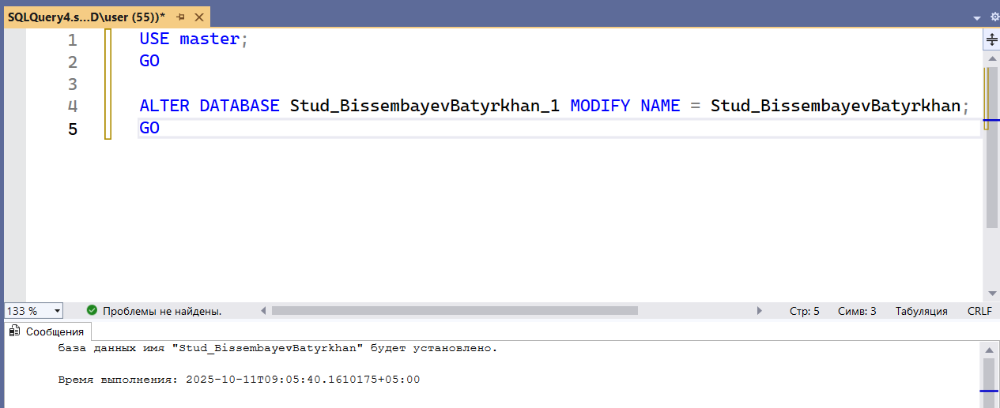 SQLQuery4.s...D\user (55))*
1 USE master;
2 GO
3
4 ALTER DATABASE Stud_BissembayevBatyrkhan_1 MODIFY NAME = Stud_BissembayevBatyrkhan;
5 GO
133 % Проблемы не найдены. Стр: 5 Симв: 3 Табуляция CRLF
Сообщения
база данных имя "Stud_BissembayevBatyrkhan" будет установлено.
Время выполнения: 2025-10-11T09:05:40.1610175+05:00